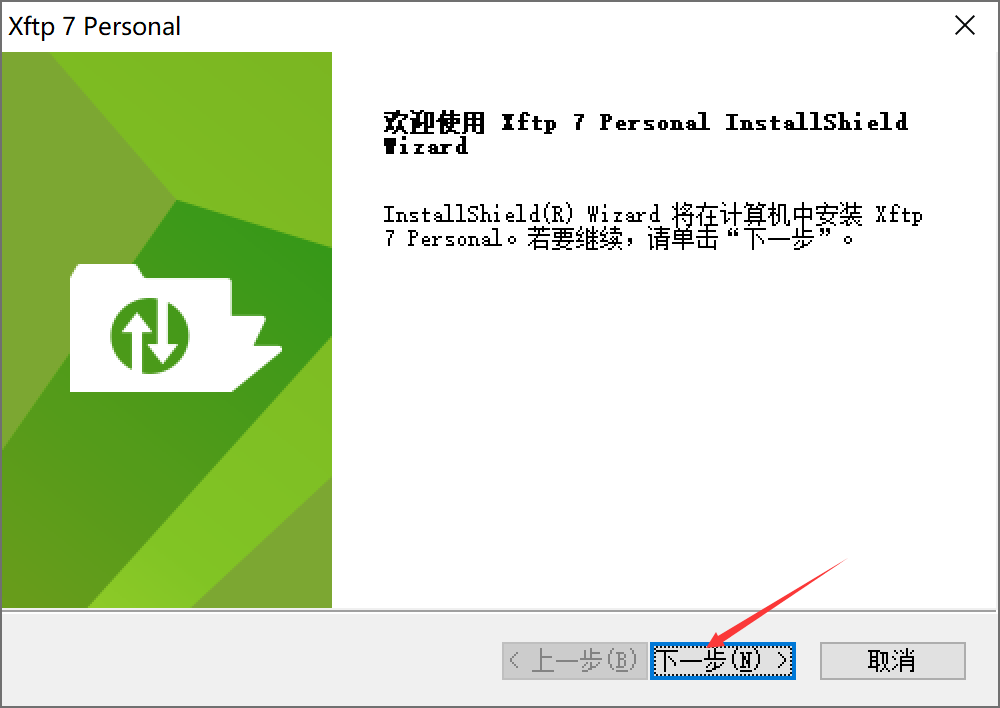 Xftp 7 Personal
欢迎使用 Xftp 7 Personal InstallShield
Wizard
InstallShield(R) Wizard 将在计算机中安装 Xftp
7 Personal。若要继续，请单击“下一步”。
< 上一步(B)
下一步(N) >
取消